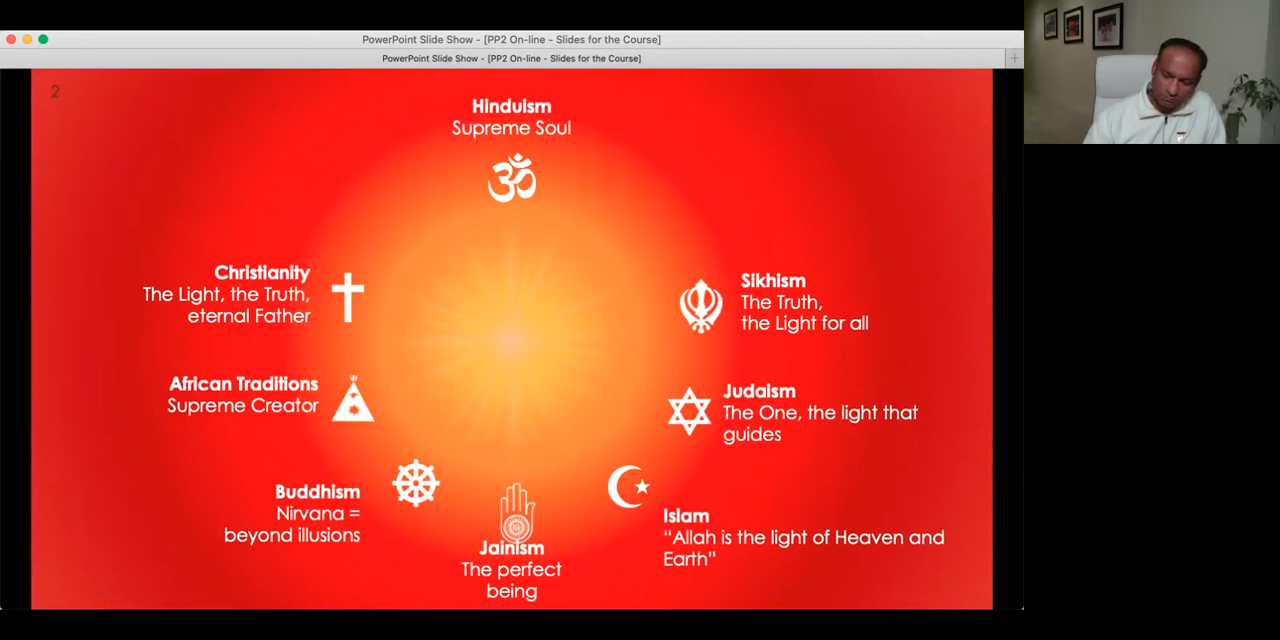 PowerPoint Slide Show - [PP2 On-line - Slides for the Course]
PowerPoint Slide Show - [PP2 On-line - Slides for the Course]
2
Hinduism
Supreme Soul
ॐ
Christianity
The Light, the Truth,
eternal Father
Sikhism
The Truth,
the Light for all
African Traditions
Supreme Creator
Judaism
The One, the light that
guides
Buddhism
Nirvana =
beyond illusions
Jainism
The perfect
being
Islam
“Allah is the light of Heaven and
Earth”